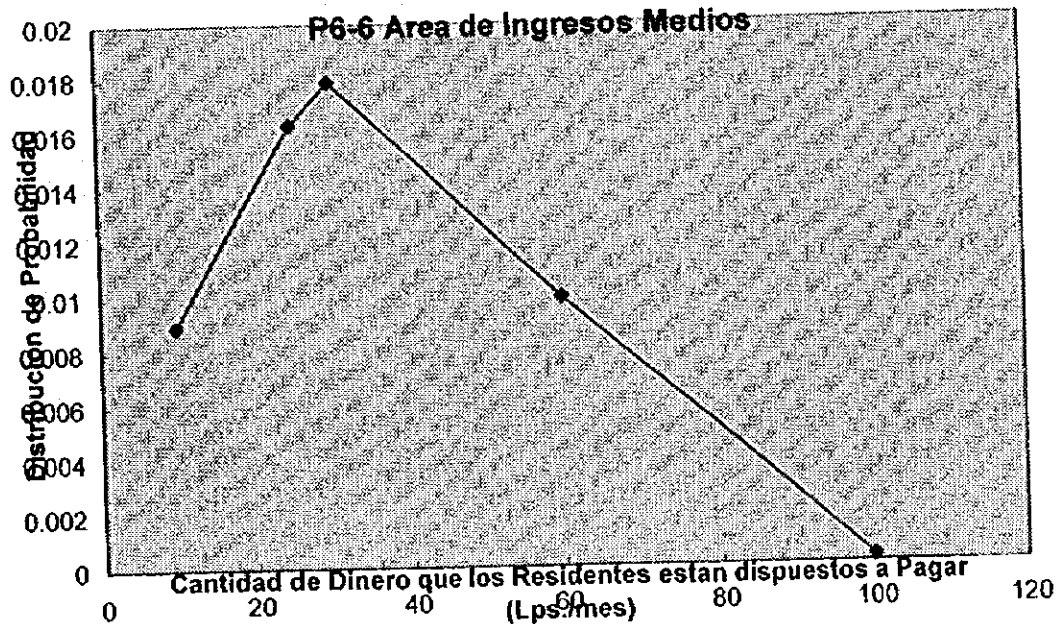 P6-6 Area de Ingresos Medios
Distribucion de Probabilidad
0.02
0.018
0.016
0.014
0.012
0.01
0.008
0.006
0.004
0.002
0
Cantidad de Dinero que los Residentes estan dispuestos a Pagar
(Lps./mes)
0 20 40 60 80 100 120